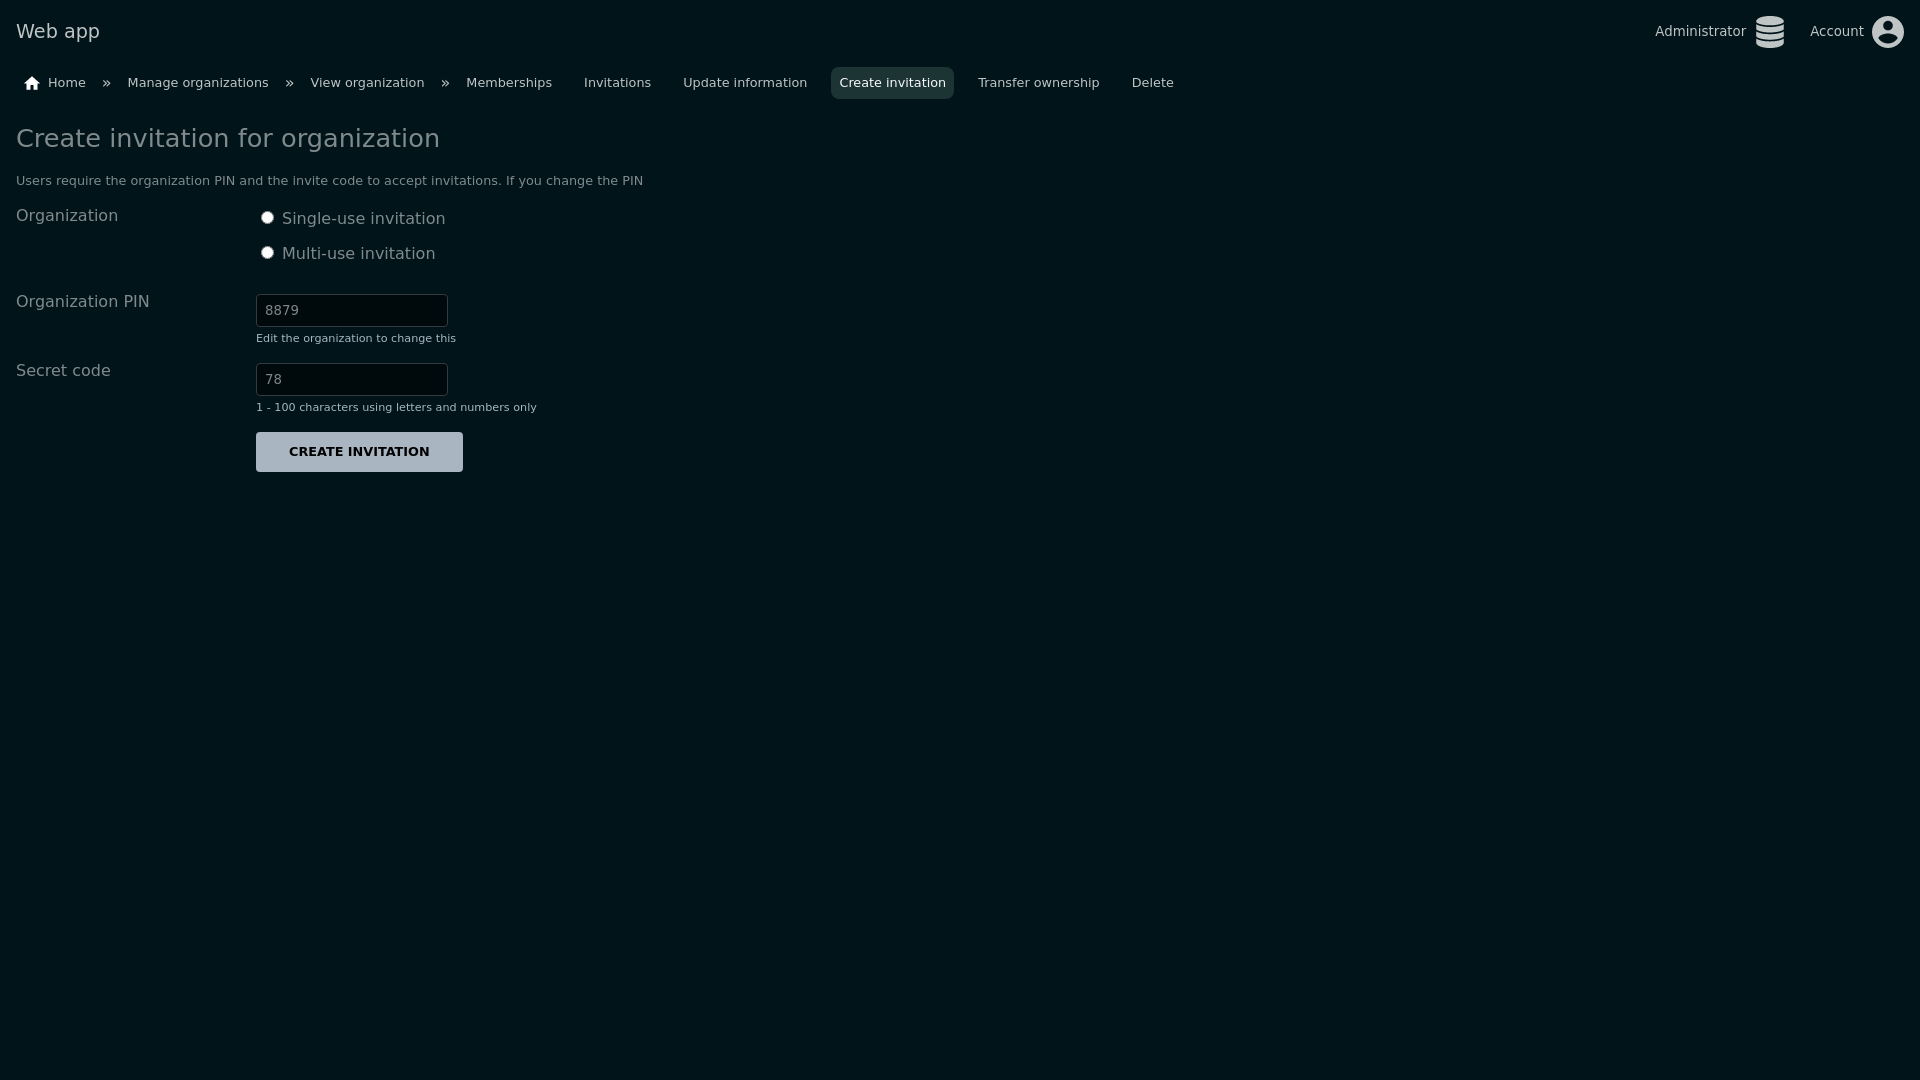 Web app
Administrator
Account
Home » Manage organizations » View organization » Memberships Invitations Update information Create invitation Transfer ownership Delete
Create invitation for organization
Users require the organization PIN and the invite code to accept invitations. If you change the PIN
Organization
Single-use invitation
Multi-use invitation
Organization PIN
8879
Edit the organization to change this
Secret code
78
1 - 100 characters using letters and numbers only
CREATE INVITATION